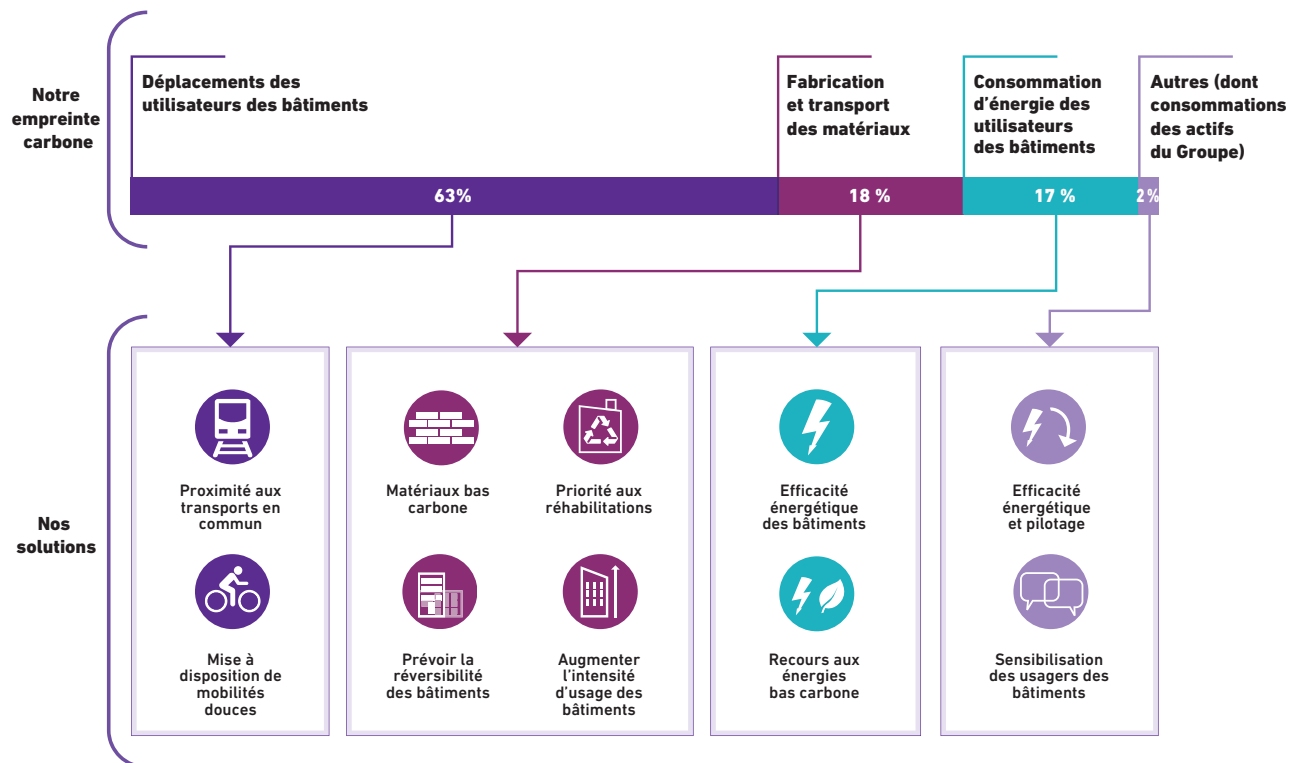 Notre
empreinte
carbone
Déplacements des
utilisateurs des bâtiments
Fabrication
et transport
des matériaux
Consommation
d'énergie des
utilisateurs
des bâtiments
Autres (dont
consommations
des actifs
du Groupe)
63%
18 %
17 %
2%
Nos
solutions
Proximité aux
transports en
commun
Mise à
disposition de
mobilités
douces
Matériaux bas
carbone
Priorité aux
réhabilitations
Prévoir la
réversibilité
des bâtiments
Augmenter
l'intensité
d'usage des
bâtiments
Efficacité
énergétique
des bâtiments
Recours aux
énergies
bas carbone
Efficacité
énergétique
et pilotage
Sensibilisation
des usagers des
bâtiments